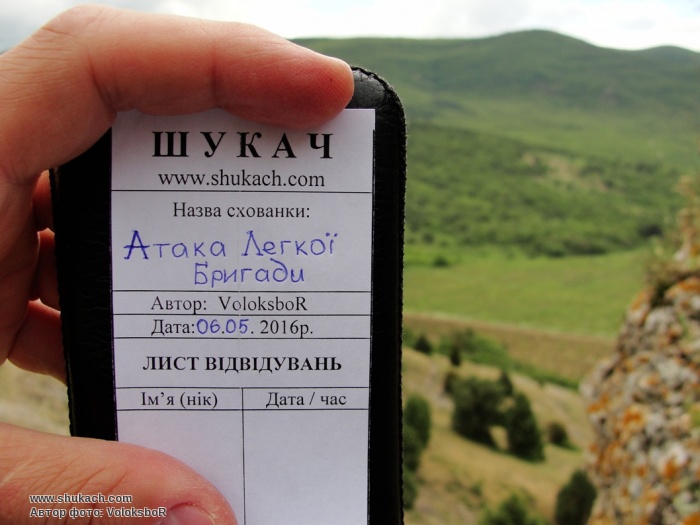 ШУКАЧ
www.shukach.com
Назва схованки:
Атака Легкої
Бригади
Автор: VoloksboR
Дата:06.05. 2016р.
ЛИСТ ВІДВІДУВАНЬ
Ім’я (нік) Дата / час
www.shukach.com
Автор фото: VoloksboR